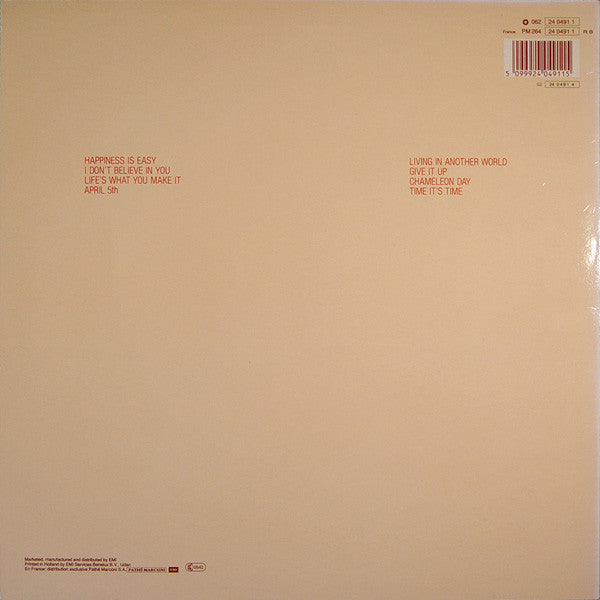 062 24 0491 1
France PM 264 24 0491 1 R B
5 099924 049115
24 0491 4
HAPPINESS IS EASY
I DON'T BELIEVE IN YOU
LIFE'S WHAT YOU MAKE IT
APRIL 5th
LIVING IN ANOTHER WORLD
GIVE IT UP
CHAMELEON DAY
TIME IT'S TIME
Marketed, manufactured and distributed by EMI
Printed in Holland by EMI Services Benelux B.V., Uden
En France: distribution exclusive Pathé Marconi S.A. PATHÉ MARCONI EMI